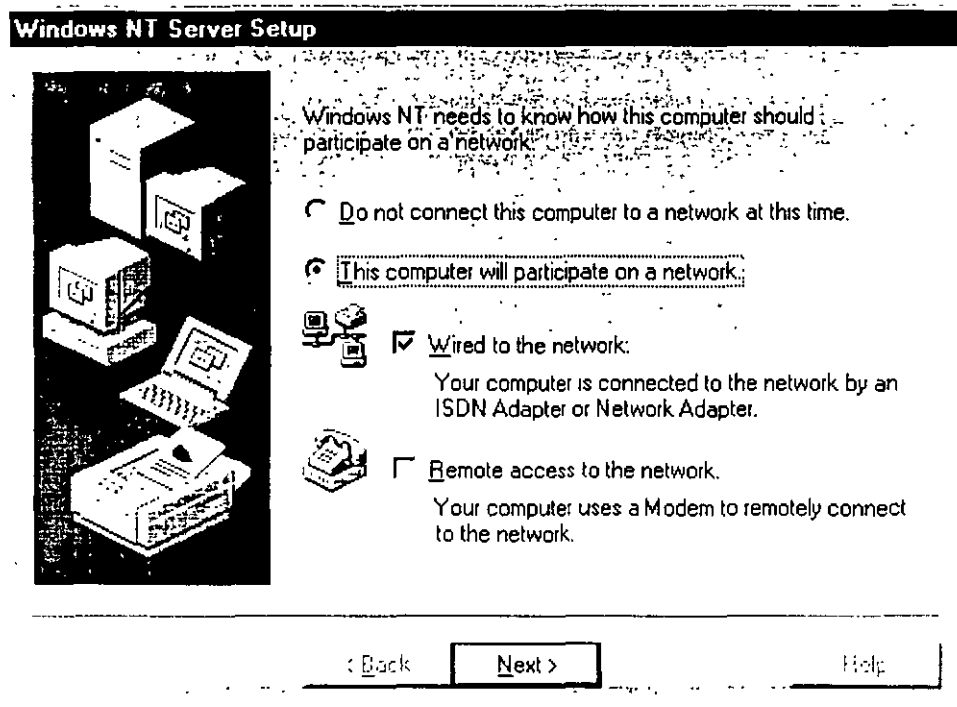 Windows NT Server Setup
Windows NT needs to know how this computer should
participate on a network.
Do not connect this computer to a network at this time.
This computer will participate on a network.
Wired to the network:
Your computer is connected to the network by an
ISDN Adapter or Network Adapter.
Remote access to the network.
Your computer uses a Modem to remotely connect
to the network.
< Back Next > Help